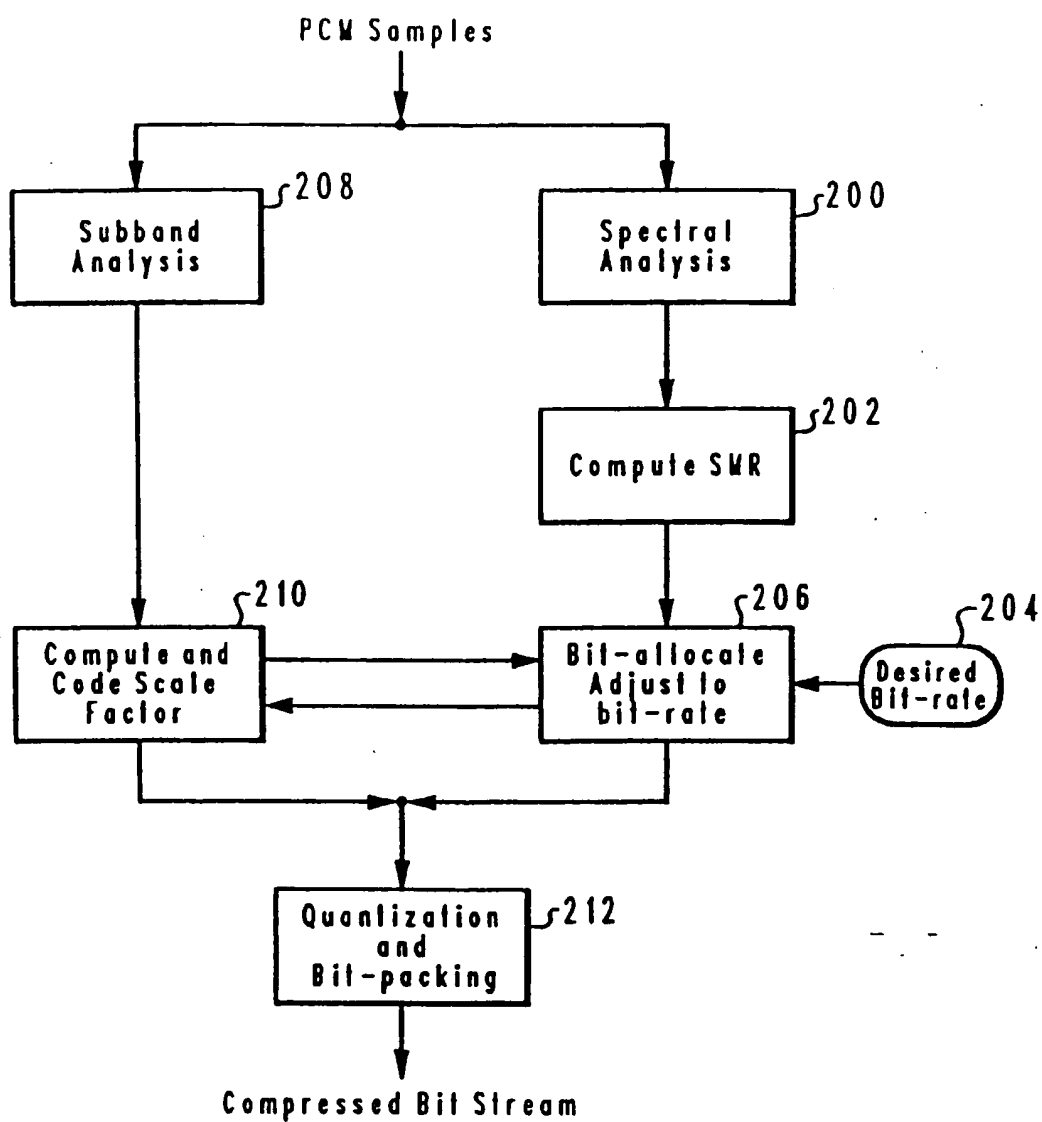 PCM Samples
208
Subband
Analysis
200
Spectral
Analysis
202
Compute SMR
210
Compute and
Code Scale
Factor
206
Bit-allocate
Adjust to
bit-rate
204
Desired
Bit-rate
212
Quantization
and
Bit-packing
Compressed Bit Stream